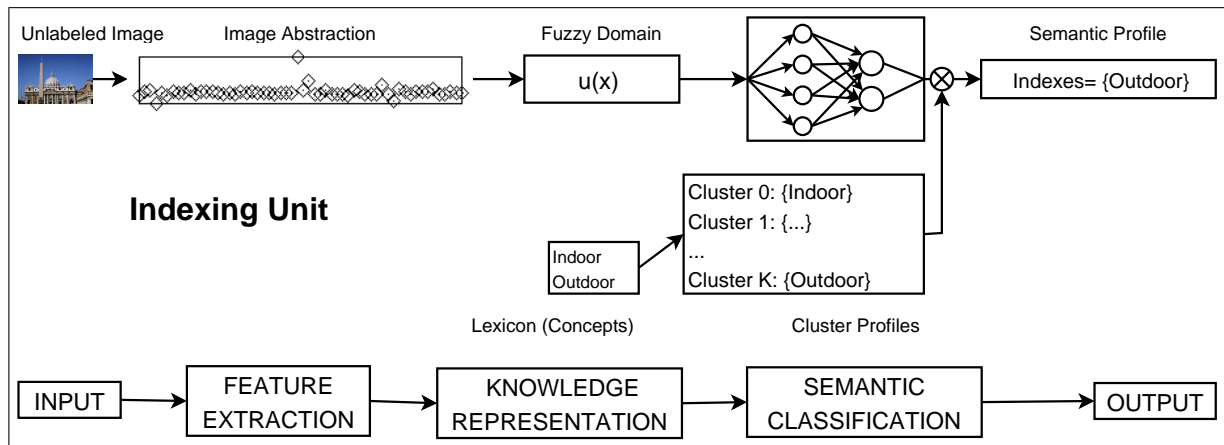 Unlabeled Image
Image Abstraction
Fuzzy Domain
Semantic Profile
u(x)
Indexes= {Outdoor}
Indexing Unit
Indoor
Outdoor
Cluster 0: {Indoor}
Cluster 1: {...}
...
Cluster K: {Outdoor}
Lexicon (Concepts)
Cluster Profiles
INPUT
FEATURE
EXTRACTION
KNOWLEDGE
REPRESENTATION
SEMANTIC
CLASSIFICATION
OUTPUT